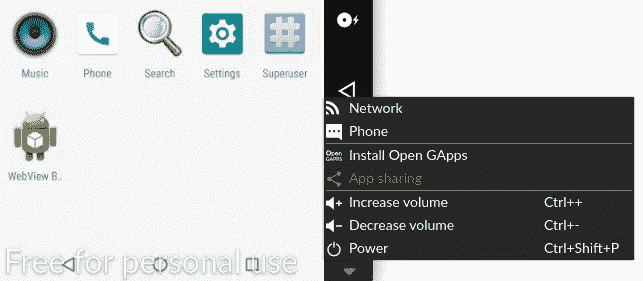 Music
Phone
Search
Settings
Superuser
WebView B..
Free for personal use
Network
Phone
Open GAPPS
Install Open GApps
App sharing
Increase volume Ctrl++
Decrease volume Ctrl+-
Power Ctrl+Shift+P